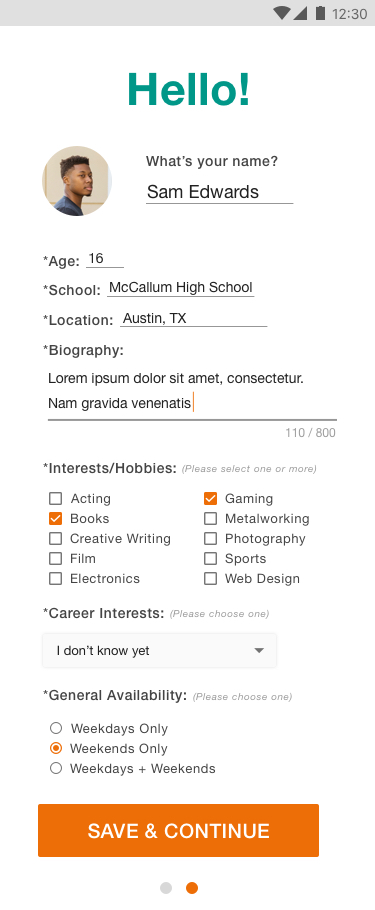 12:30
Hello!
What's your name?
Sam Edwards
*Age: 16
*School: McCallum High School
*Location: Austin, TX
*Biography:
Lorem ipsum dolor sit amet, consectetur.
Nam gravida venenatis
110 / 800
*Interests/Hobbies: (Please select one or more)
Acting
Books
Creative Writing
Film
Electronics
Gaming
Metalworking
Photography
Sports
Web Design
*Career Interests: (Please choose one)
I don't know yet
*General Availability: (Please choose one)
Weekdays Only
Weekends Only
Weekdays + Weekends
SAVE & CONTINUE